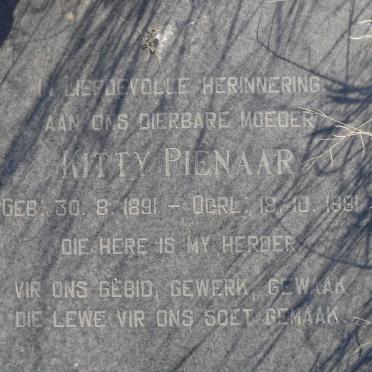 IN LIEFDEVOLLE HERINNERING
AAN ONS DIERBARE MOEDER
KITTY PIENAAR
GEB: 30. 8. 1891 – OORL: 13. 10. 1981
DIE HERE IS MY HERDER
VIR ONS GEBID, GEWERK, GEWAAK
DIE LEWE VIR ONS SOET GEMAAK.